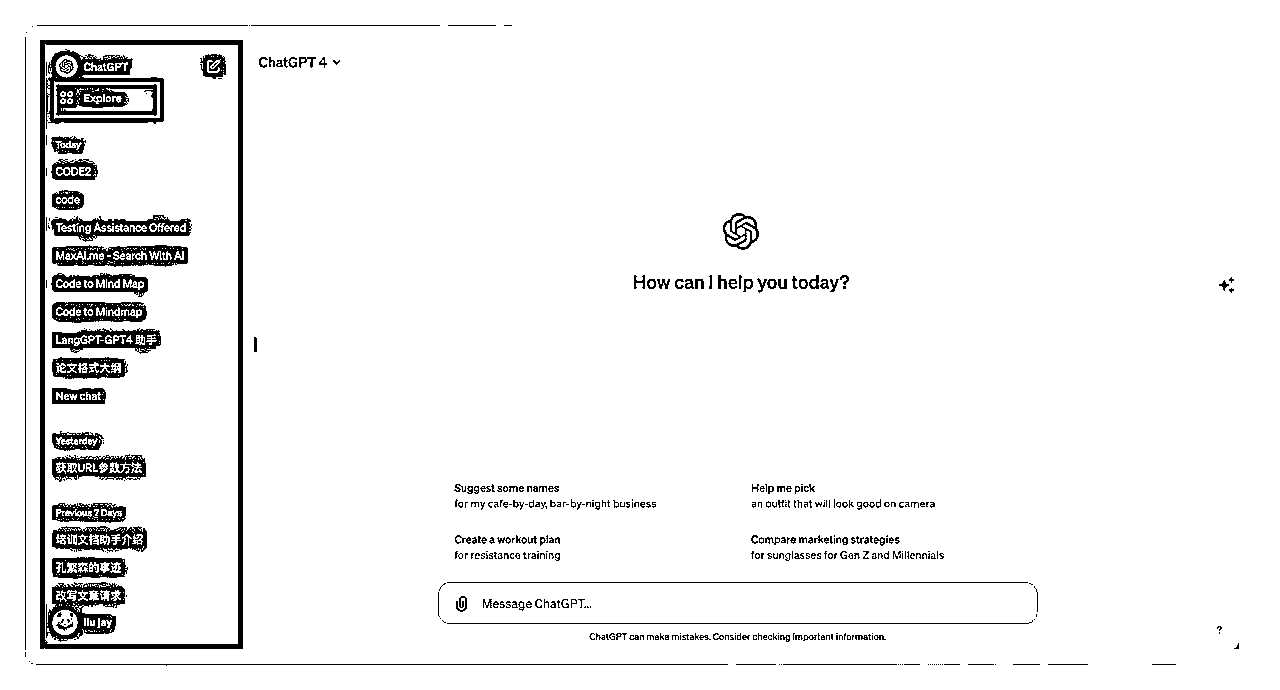 ChatGPT
Explore
Today
CODE2
code
Testing Assistance Offered
MaxAI.me - Search With AI
Code to Mind Map
Code to Mindmap
LangGPT-GPT4 助手
论文格式大纲
New chat
Yesterday
获取URL参数方法
Previous 7 Days
培训文档助手介绍
孔繁森的事迹
改写文章请求
liu jay
ChatGPT 4
How can I help you today?
Suggest some names
for my cafe-by-day, bar-by-night business
Help me pick
an outfit that will look good on camera
Create a workout plan
for resistance training
Compare marketing strategies
for sunglasses for Gen Z and Millennials
Message ChatGPT...
ChatGPT can make mistakes. Consider checking important information.
?